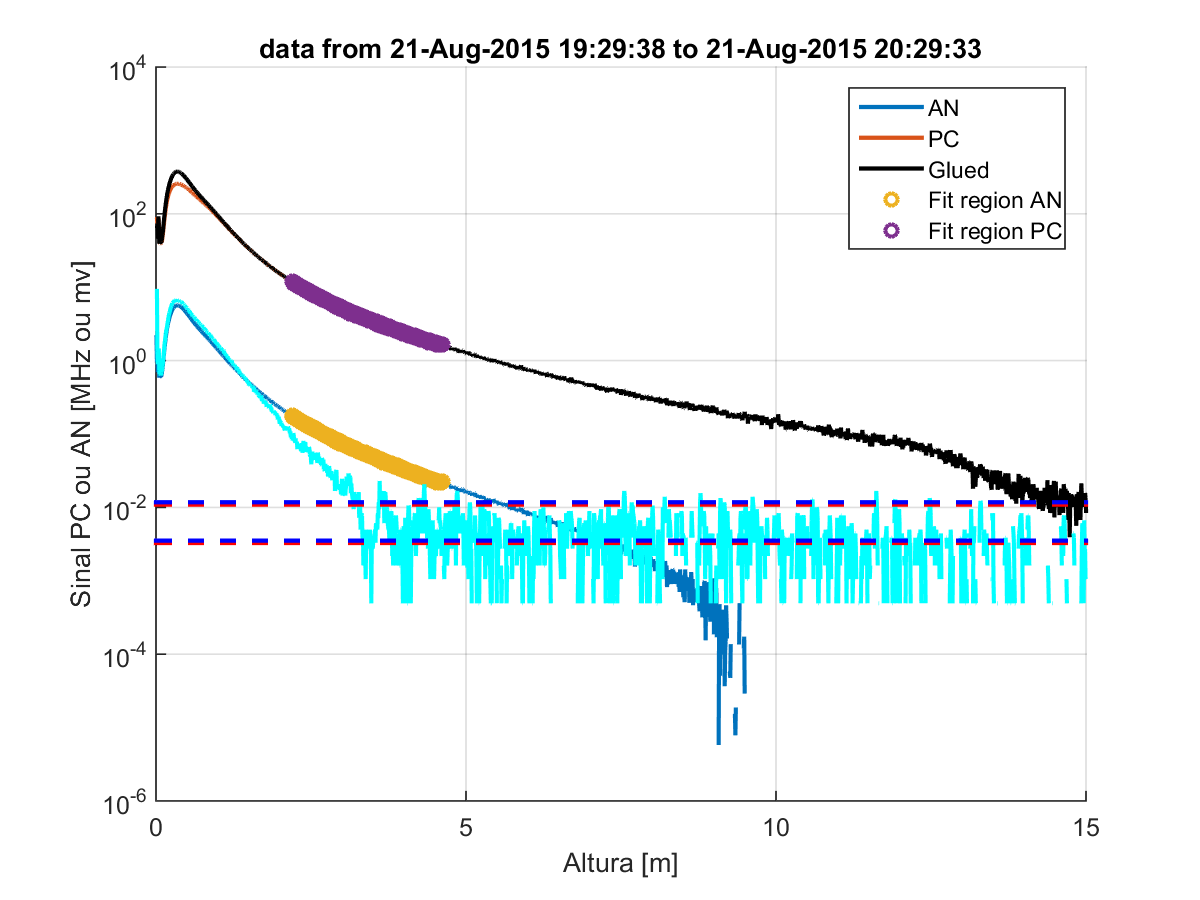 data from 21-Aug-2015 19:29:38 to 21-Aug-2015 20:29:33
10^4
10^2
10^0
10^-2
10^-4
10^-6
Sinal PC ou AN [MHz ou mv]
AN
PC
Glued
Fit region AN
Fit region PC
0
5
10
15
Altura [m]